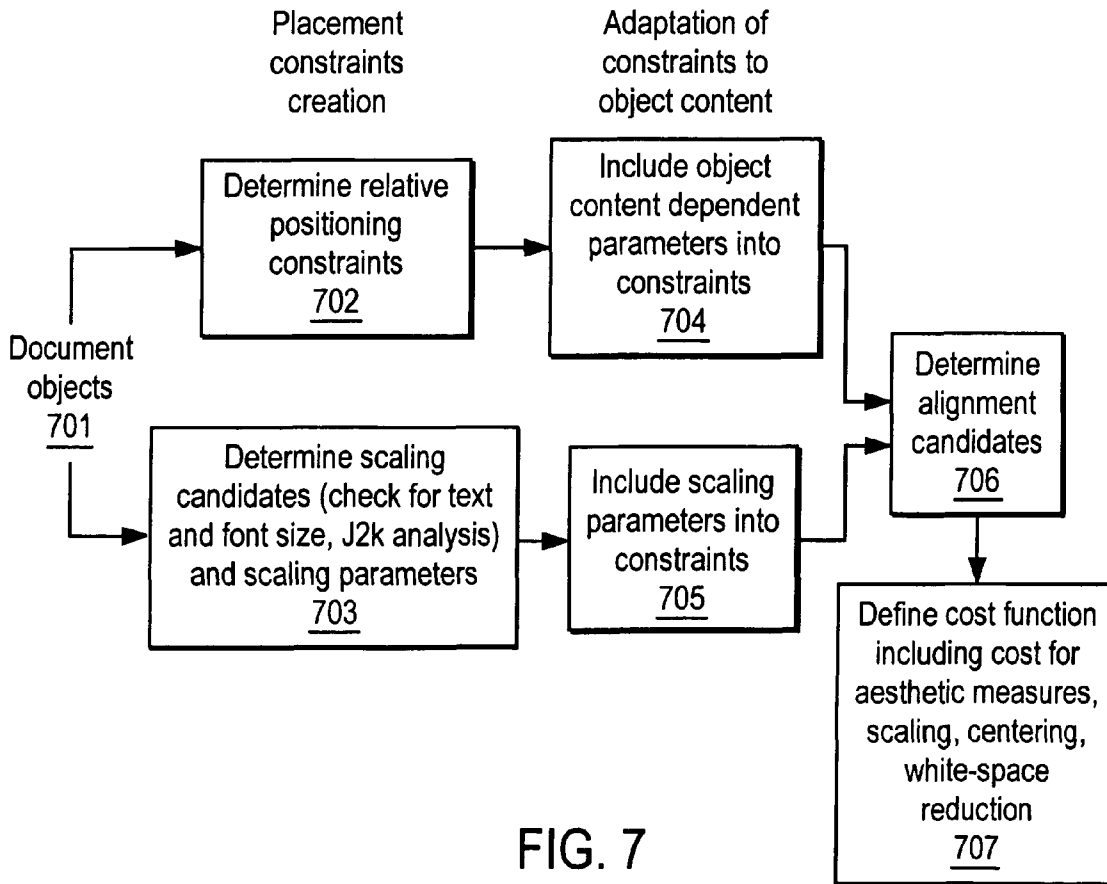 Placement
constraints
creation
Adaptation of
constraints to
object content
Determine relative
positioning
constraints
702
Include object
content dependent
parameters into
constraints
704
Document
objects
701
Determine scaling
candidates (check for text
and font size, J2k analysis)
and scaling parameters
703
Include scaling
parameters into
constraints
705
Determine
alignment
candidates
706
Define cost function
including cost for
aesthetic measures,
scaling, centering,
white-space
reduction
707
FIG. 7